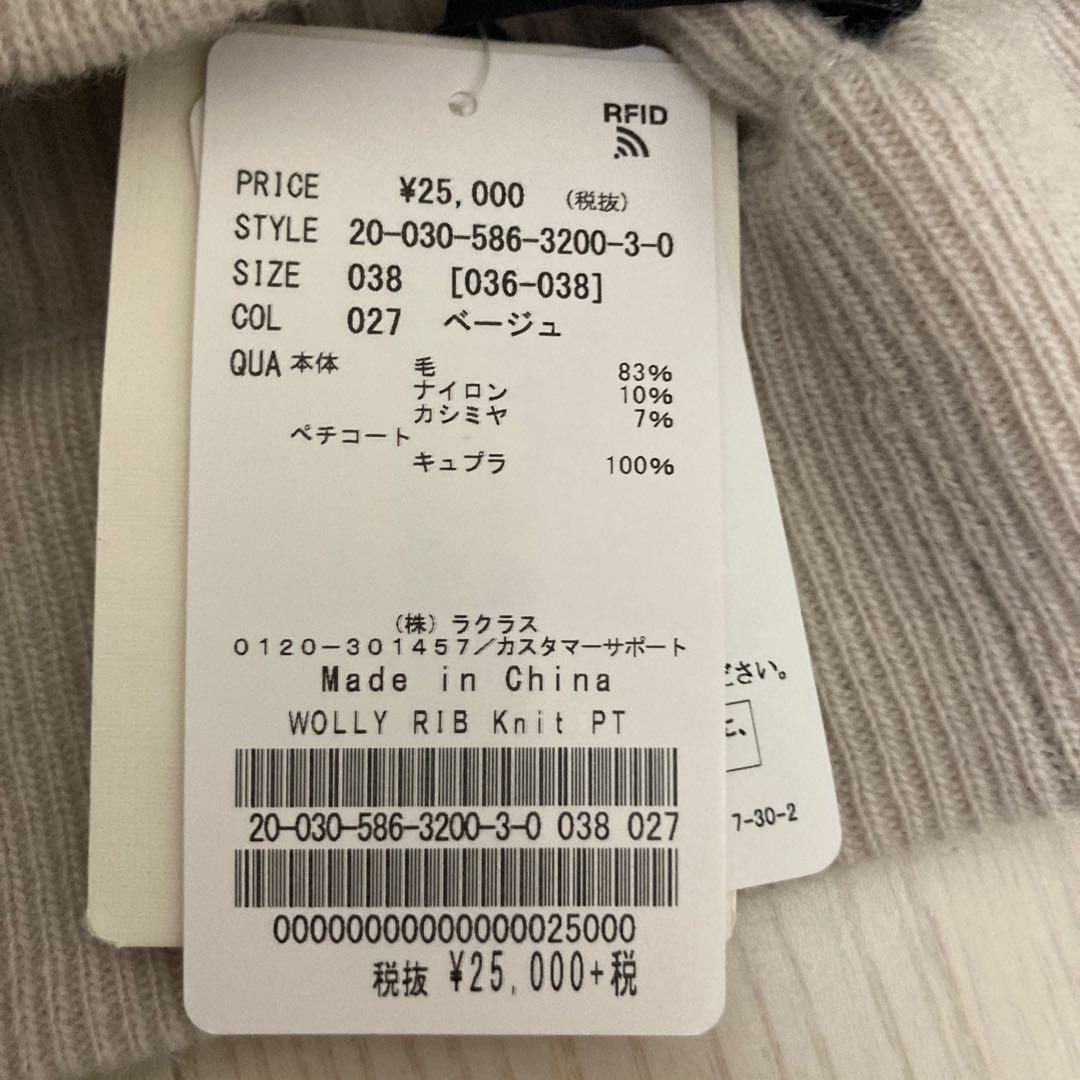 RFID
PRICE ¥25,000 (税抜)
STYLE 20-030-586-3200-3-0
SIZE 038 [036-038]
COL 027 ベージュ
QUA 本体 毛 83%
ナイロン 10%
カシミヤ 7%
ペチコート
キュプラ 100%
(株)ラクラス
0120-301457/カスタマーサポート
Made in China
WOLLY RIB Knit PT
20-030-586-3200-3-0 038 027
00000000000000025000
税抜 ¥25,000+税
ださい。
に、
7-30-2